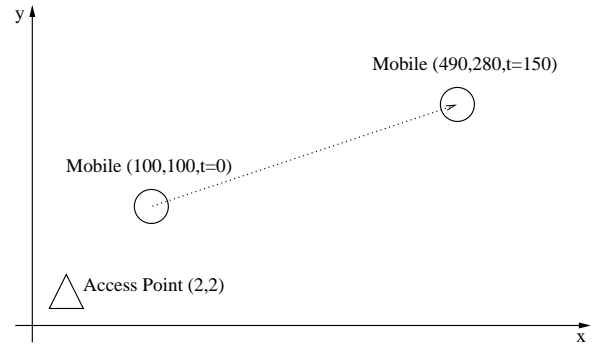 y
Mobile (490,280,t=150)
Mobile (100,100,t=0)
Access Point (2,2)
x